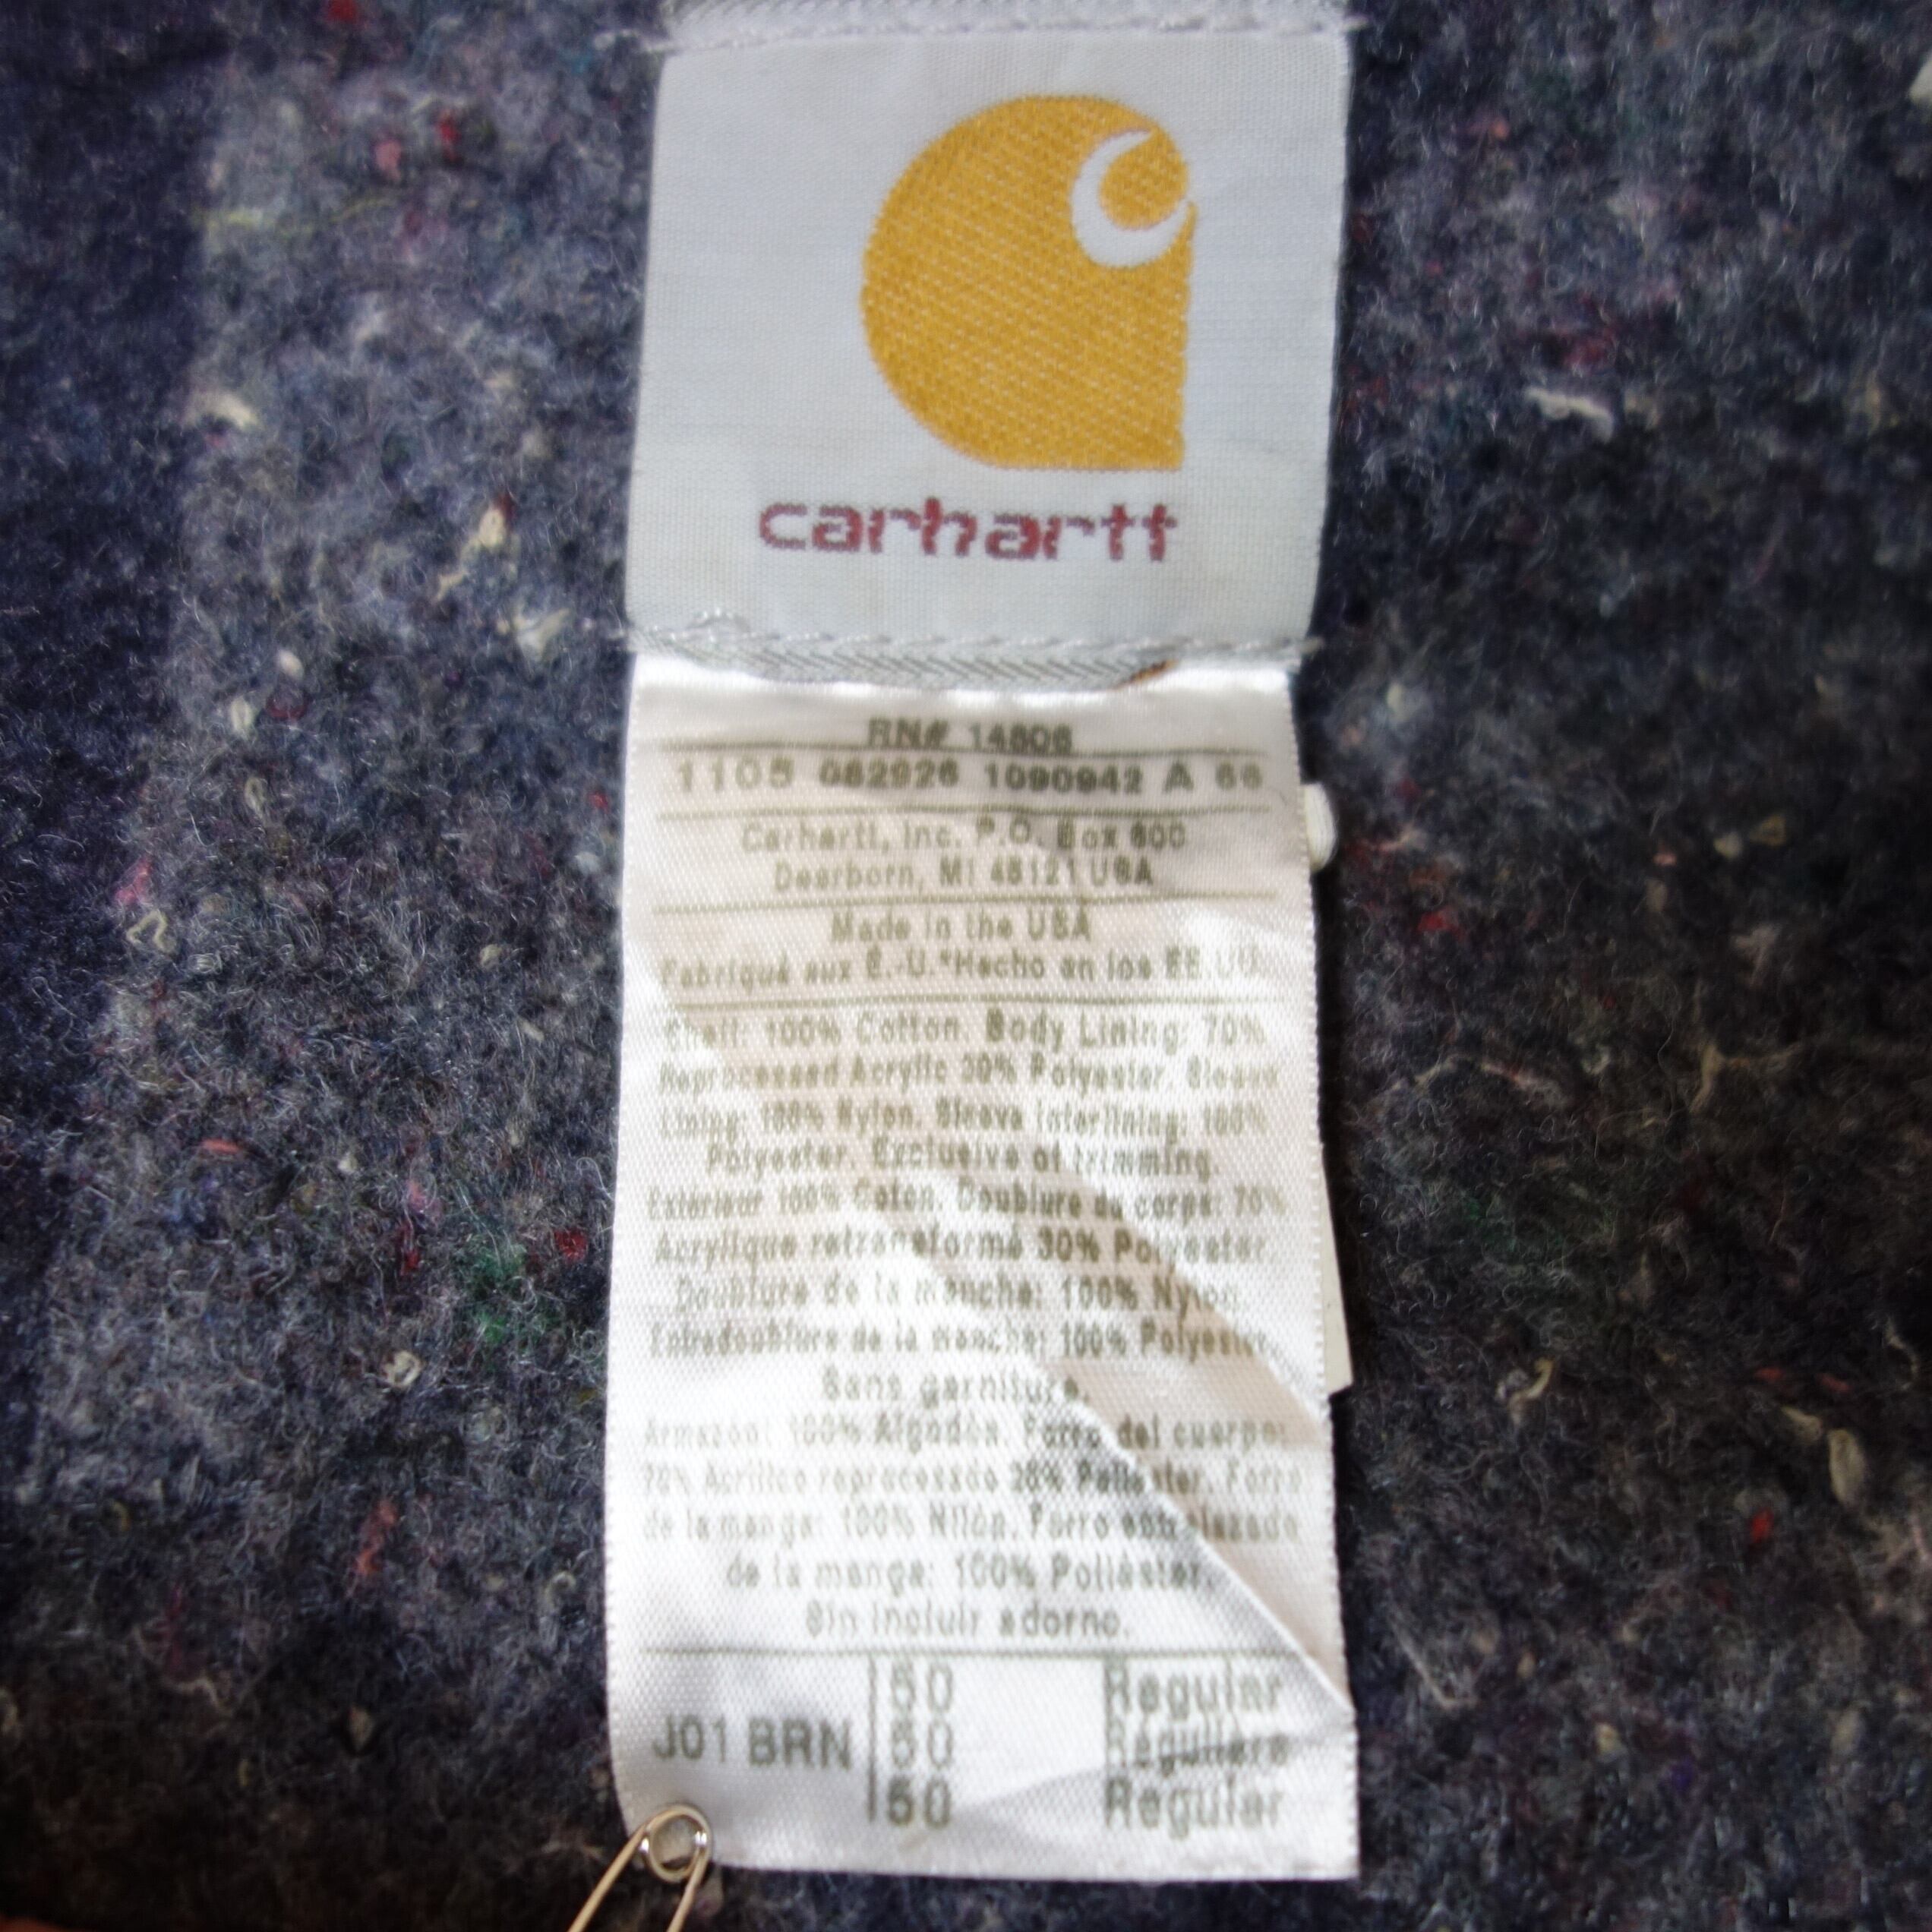 carhartt
RN# 14806
1105 082926 1090942 A 66
Carhartt, Inc. P.O. Box 600
Dearborn, MI 48121 USA
Made in the USA
Fabriqué aux É.-U.*Hecho en los EE.UU.
Shell: 100% Cotton. Body Lining: 70%
Reprocessed Acrylic 30% Polyester. Sleeve
Lining: 100% Nylon. Sleeve Interlining: 100%
Polyester. Exclusive of trimming.
Extérieur 100% Coton. Doublure du corps: 70%
Acrylique retransformé 30% Polyester
Doublure de la manche: 100% Nylon.
Entredoublure de la manche: 100% Polyester
Sans garniture.
Armazón: 100% Algodón. Forro del cuerpo:
70% Acrílico reprocesado 30% Poliéster. Forro
de la manga: 100% Nilón. Forro entrelazado
de la manga: 100% Poliéster.
Sin incluir adorno.
50 Regular
J01 BRN 50 Régulière
50 Regular